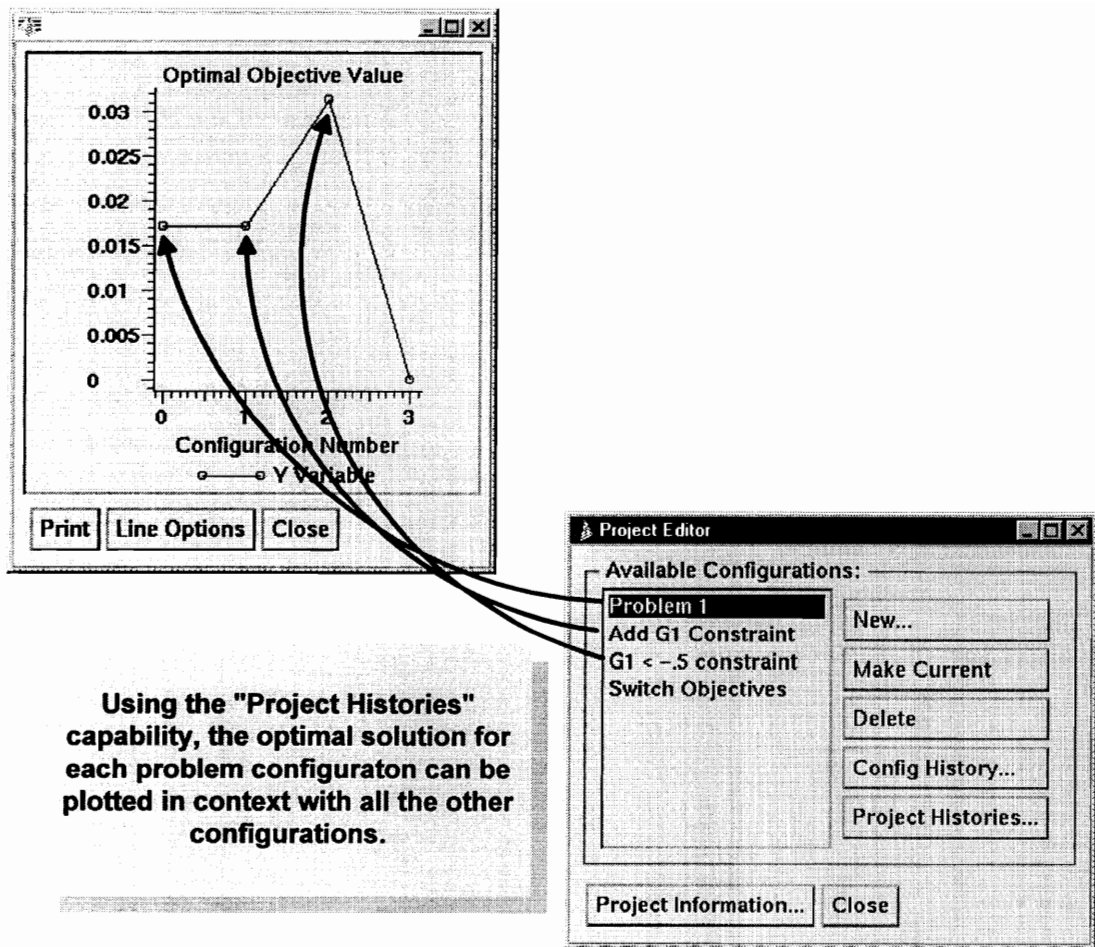 Optimal Objective Value
0.03
0.025
0.02
0.015
0.01
0.005
0
0 1 2 3
Configuration Number
Y Variable
Print Line Options Close
Project Editor
Available Configurations:
Problem 1
Add G1 Constraint
G1 < -.5 constraint
Switch Objectives
New...
Make Current
Delete
Config History...
Project Histories...
Project Information... Close
Using the "Project Histories"
capability, the optimal solution for
each problem configuraton can be
plotted in context with all the other
configurations.